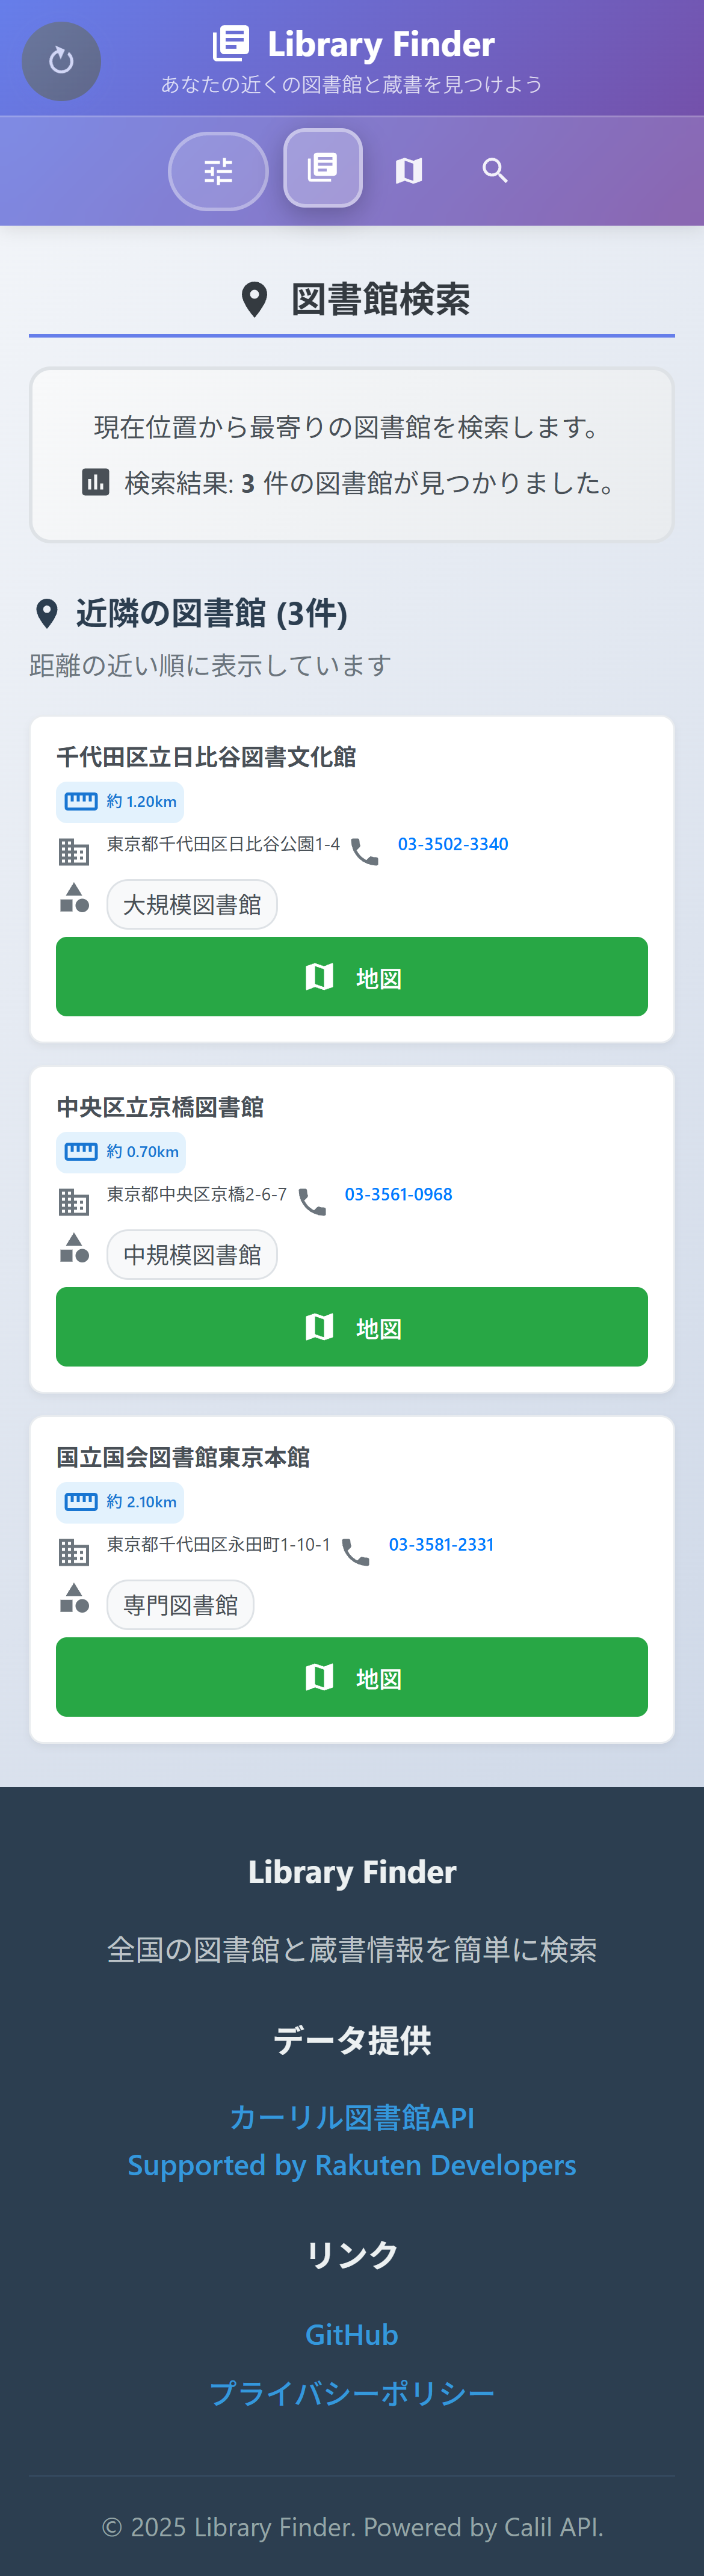 Library Finder
あなたの近くの図書館と蔵書を見つけよう
図書館検索
現在位置から最寄りの図書館を検索します。
検索結果: 3 件の図書館が見つかりました。
近隣の図書館 (3件)
距離の近い順に表示しています
千代田区立日比谷図書文化館
約 1.20km
東京都千代田区日比谷公園1-4 03-3502-3340
大規模図書館
地図
中央区立京橋図書館
約 0.70km
東京都中央区京橋2-6-7 03-3561-0968
中規模図書館
地図
国立国会図書館東京本館
約 2.10km
東京都千代田区永田町1-10-1 03-3581-2331
専門図書館
地図
Library Finder
全国の図書館と蔵書情報を簡単に検索
データ提供
カーリル図書館API
Supported by Rakuten Developers
リンク
GitHub
プライバシーポリシー
© 2025 Library Finder. Powered by Calil API.